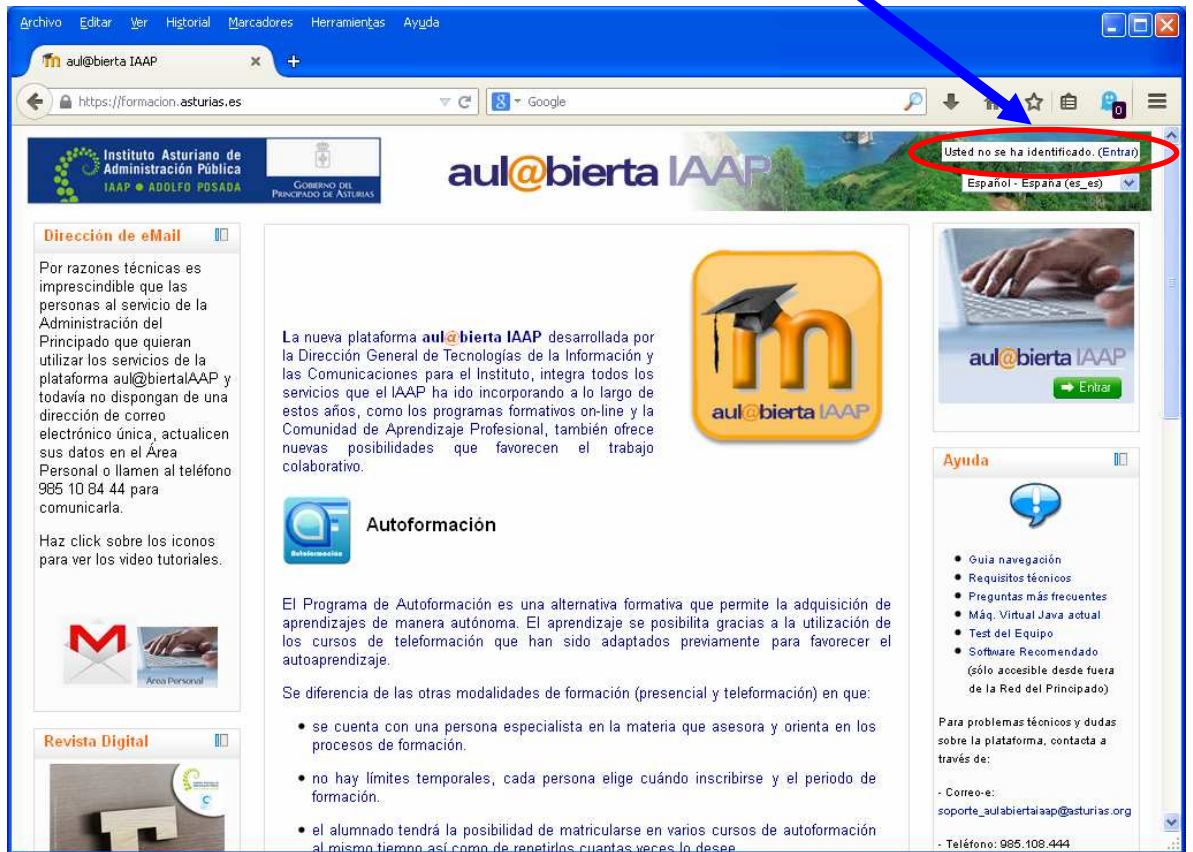 Archivo Editar Ver Historial Marcadores Herramientas Ayuda
aul@bierta IAAP
https://formacion.asturias.es
Google
0
Instituto Asturiano de
Administración Pública
IAAP ● ADOLFO POSADA
GOBIERNO DEL
PRINCIPADO DE ASTURIAS
aul@bierta IAAP
Usted no se ha identificado. (Entrar)
Español - España (es_es)
Dirección de eMail
Por razones técnicas es
imprescindible que las
personas al servicio de la
Administración del
Principado que quieran
utilizar los servicios de la
plataforma aul@biertaIAAP y
todavía no dispongan de una
dirección de correo
electrónico única, actualicen
sus datos en el Área
Personal o llamen al teléfono
985 10 84 44 para
comunicarla.
Haz click sobre los iconos
para ver los video tutoriales.
Área Personal
Revista Digital
La nueva plataforma aul@bierta IAAP desarrollada por
la Dirección General de Tecnologías de la Información y
las Comunicaciones para el Instituto, integra todos los
servicios que el IAAP ha ido incorporando a lo largo de
estos años, como los programas formativos on-line y la
Comunidad de Aprendizaje Profesional, también ofrece
nuevas posibilidades que favorecen el trabajo
colaborativo.
aul@bierta IAAP
Autoformación
Autoformación
El Programa de Autoformación es una alternativa formativa que permite la adquisición de
aprendizajes de manera autónoma. El aprendizaje se posibilita gracias a la utilización de
los cursos de teleformación que han sido adaptados previamente para favorecer el
autoaprendizaje.
Se diferencia de las otras modalidades de formación (presencial y teleformación) en que:
● se cuenta con una persona especialista en la materia que asesora y orienta en los
procesos de formación.
● no hay límites temporales, cada persona elige cuándo inscribirse y el periodo de
formación.
● el alumnado tendrá la posibilidad de matricularse en varios cursos de autoformación
al mismo tiempo así como de repetirlos cuantas veces lo desee.
aul@bierta IAAP
Entrar
Ayuda
● Guia navegación
● Requisitos técnicos
● Preguntas más frecuentes
● Máq. Virtual Java actual
● Test del Equipo
● Software Recomendado
(sólo accesible desde fuera
de la Red del Principado)
Para problemas técnicos y dudas
sobre la plataforma, contacta a
través de:
- Correo-e:
soporte_aulabiertaiaap@asturias.org
- Teléfono: 985.108.444